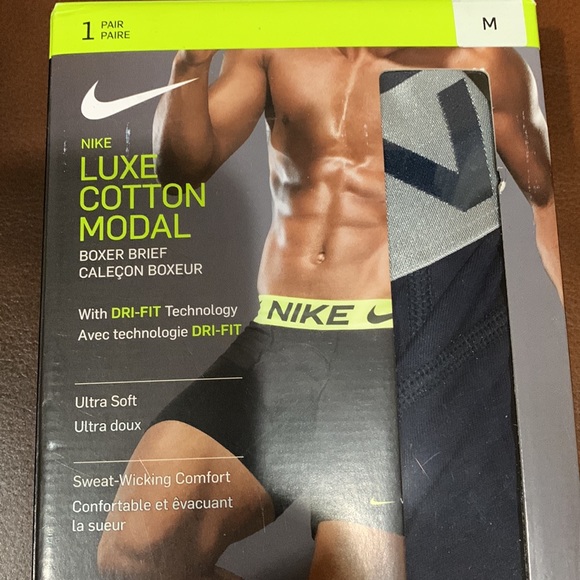 1 PAIR
PAIRE
M
NIKE
LUXE
COTTON
MODAL
BOXER BRIEF
CALEÇON BOXEUR
With DRI-FIT Technology
Avec technologie DRI-FIT
NIKE
Ultra Soft
Ultra doux
Sweat-Wicking Comfort
Confortable et êvacuant
la sueur